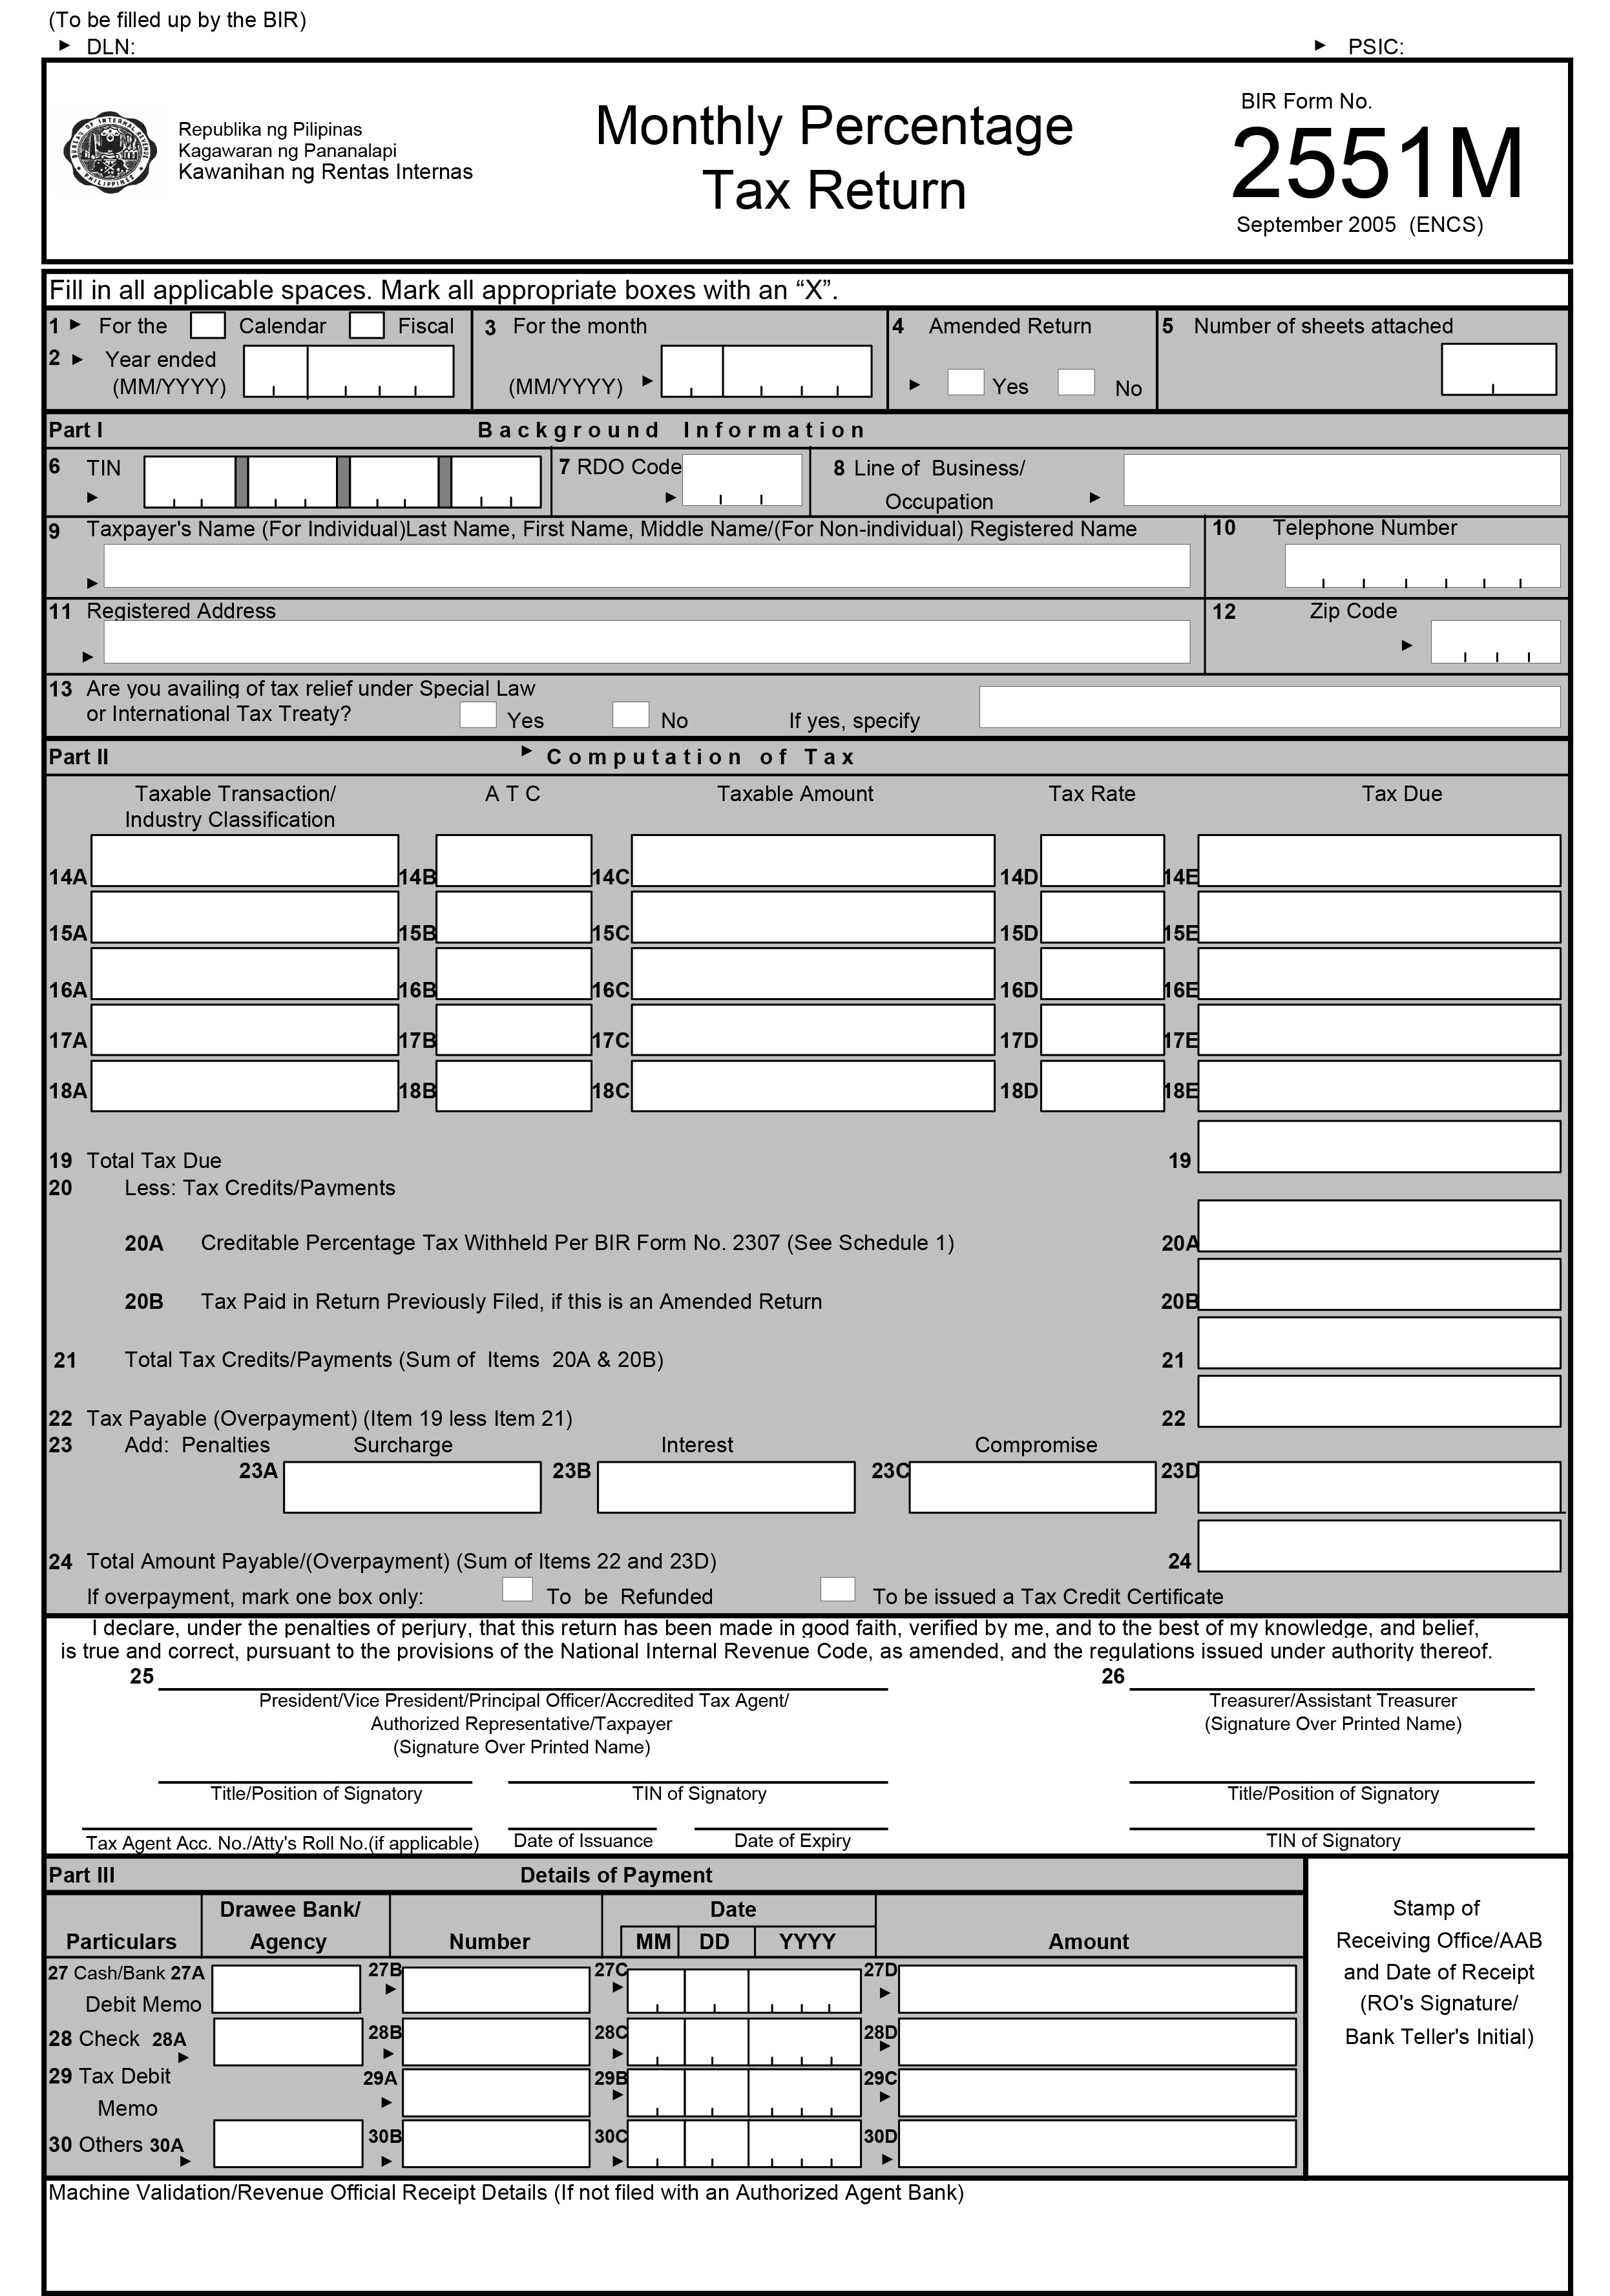 (To be filled up by the BIR)
DLN: PSIC:
BIR Form No.
Republika ng Pilipinas
Kagawaran ng Pananalapi
Kawanihan ng Rentas Internas
Monthly Percentage
Tax Return
2551M
September 2005 (ENCS)
BUREAU OF INTERNAL REVENUE
PHILIPPINES
Fill in all applicable spaces. Mark all appropriate boxes with an “X”.
1 For the Calendar Fiscal
2 Year ended
(MM/YYYY)
3 For the month
(MM/YYYY)
4 Amended Return
Yes No
5 Number of sheets attached
Part I Background Information
6 TIN
7 RDO Code
8 Line of Business/
Occupation
9 Taxpayer's Name (For Individual)Last Name, First Name, Middle Name/(For Non-individual) Registered Name
10 Telephone Number
11 Registered Address
12 Zip Code
13 Are you availing of tax relief under Special Law
or International Tax Treaty? Yes No If yes, specify
Part II Computation of Tax
Taxable Transaction/ A T C Taxable Amount Tax Rate Tax Due
Industry Classification
14A 14B 14C 14D 14E
15A 15B 15C 15D 15E
16A 16B 16C 16D 16E
17A 17B 17C 17D 17E
18A 18B 18C 18D 18E
19 Total Tax Due 19
20 Less: Tax Credits/Payments
20A Creditable Percentage Tax Withheld Per BIR Form No. 2307 (See Schedule 1) 20A
20B Tax Paid in Return Previously Filed, if this is an Amended Return 20B
21 Total Tax Credits/Payments (Sum of Items 20A & 20B) 21
22 Tax Payable (Overpayment) (Item 19 less Item 21) 22
23 Add: Penalties Surcharge Interest Compromise
23A 23B 23C 23D
24 Total Amount Payable/(Overpayment) (Sum of Items 22 and 23D) 24
If overpayment, mark one box only: To be Refunded To be issued a Tax Credit Certificate
I declare, under the penalties of perjury, that this return has been made in good faith, verified by me, and to the best of my knowledge, and belief,
is true and correct, pursuant to the provisions of the National Internal Revenue Code, as amended, and the regulations issued under authority thereof.
25 26
President/Vice President/Principal Officer/Accredited Tax Agent/ Treasurer/Assistant Treasurer
Authorized Representative/Taxpayer (Signature Over Printed Name)
(Signature Over Printed Name)
Title/Position of Signatory TIN of Signatory Title/Position of Signatory
Tax Agent Acc. No./Atty's Roll No.(if applicable) Date of Issuance Date of Expiry TIN of Signatory
Part III Details of Payment
Drawee Bank/ Date
Particulars Agency Number MM DD YYYY Amount
27 Cash/Bank 27A 27B 27C 27D
Debit Memo
28 Check 28A 28B 28C 28D
29 Tax Debit 29A 29B 29C
Memo
30 Others 30A 30B 30C 30D
Stamp of
Receiving Office/AAB
and Date of Receipt
(RO's Signature/
Bank Teller's Initial)
Machine Validation/Revenue Official Receipt Details (If not filed with an Authorized Agent Bank)